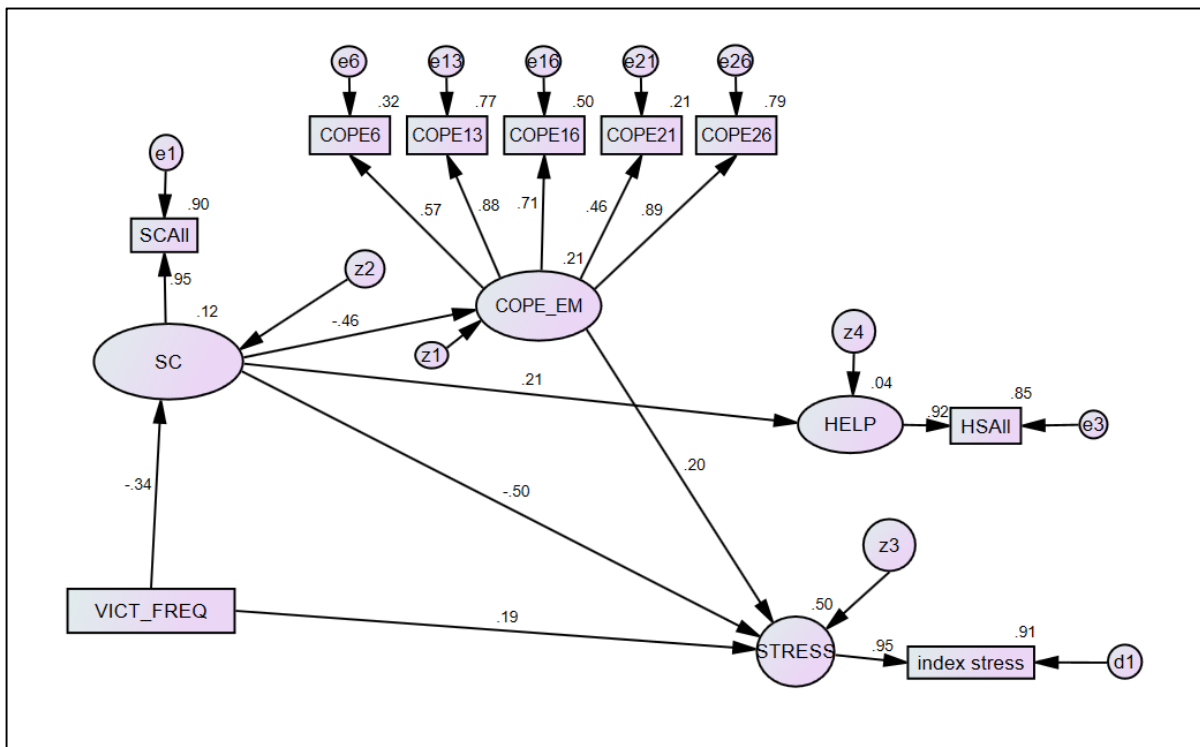 e6 e13 e16 e21 e26
.32 .77 .50 .21 .79
COPE6 COPE13 COPE16 COPE21 COPE26
e1
.90
SCAll
.57 .88 .71 .46 .89
.95
z2
.21
.12
COPE_EM
-.46
z1
SC
z4
.21
.04
.85
HELP
.92
HSAll
e3
.20
-.34
-.50
z3
VICT_FREQ
.50
.19
.91
STRESS
.95
index stress
d1